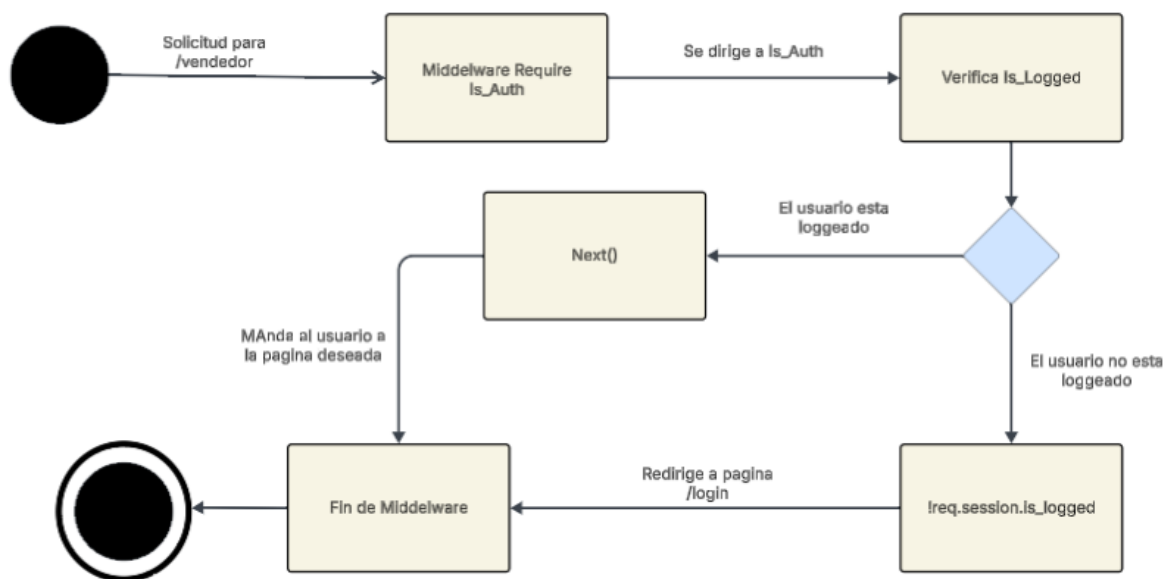 Solicitud para
/vendedor
Middelware Require
Is_Auth
Se dirige a Is_Auth
Verifica Is_Logged
El usuario esta
loggeado
Next()
MAnda al usuario a
la pagina deseada
El usuario no esta
loggeado
Redirige a pagina
/login
Fin de Middelware
!req.session.is_logged